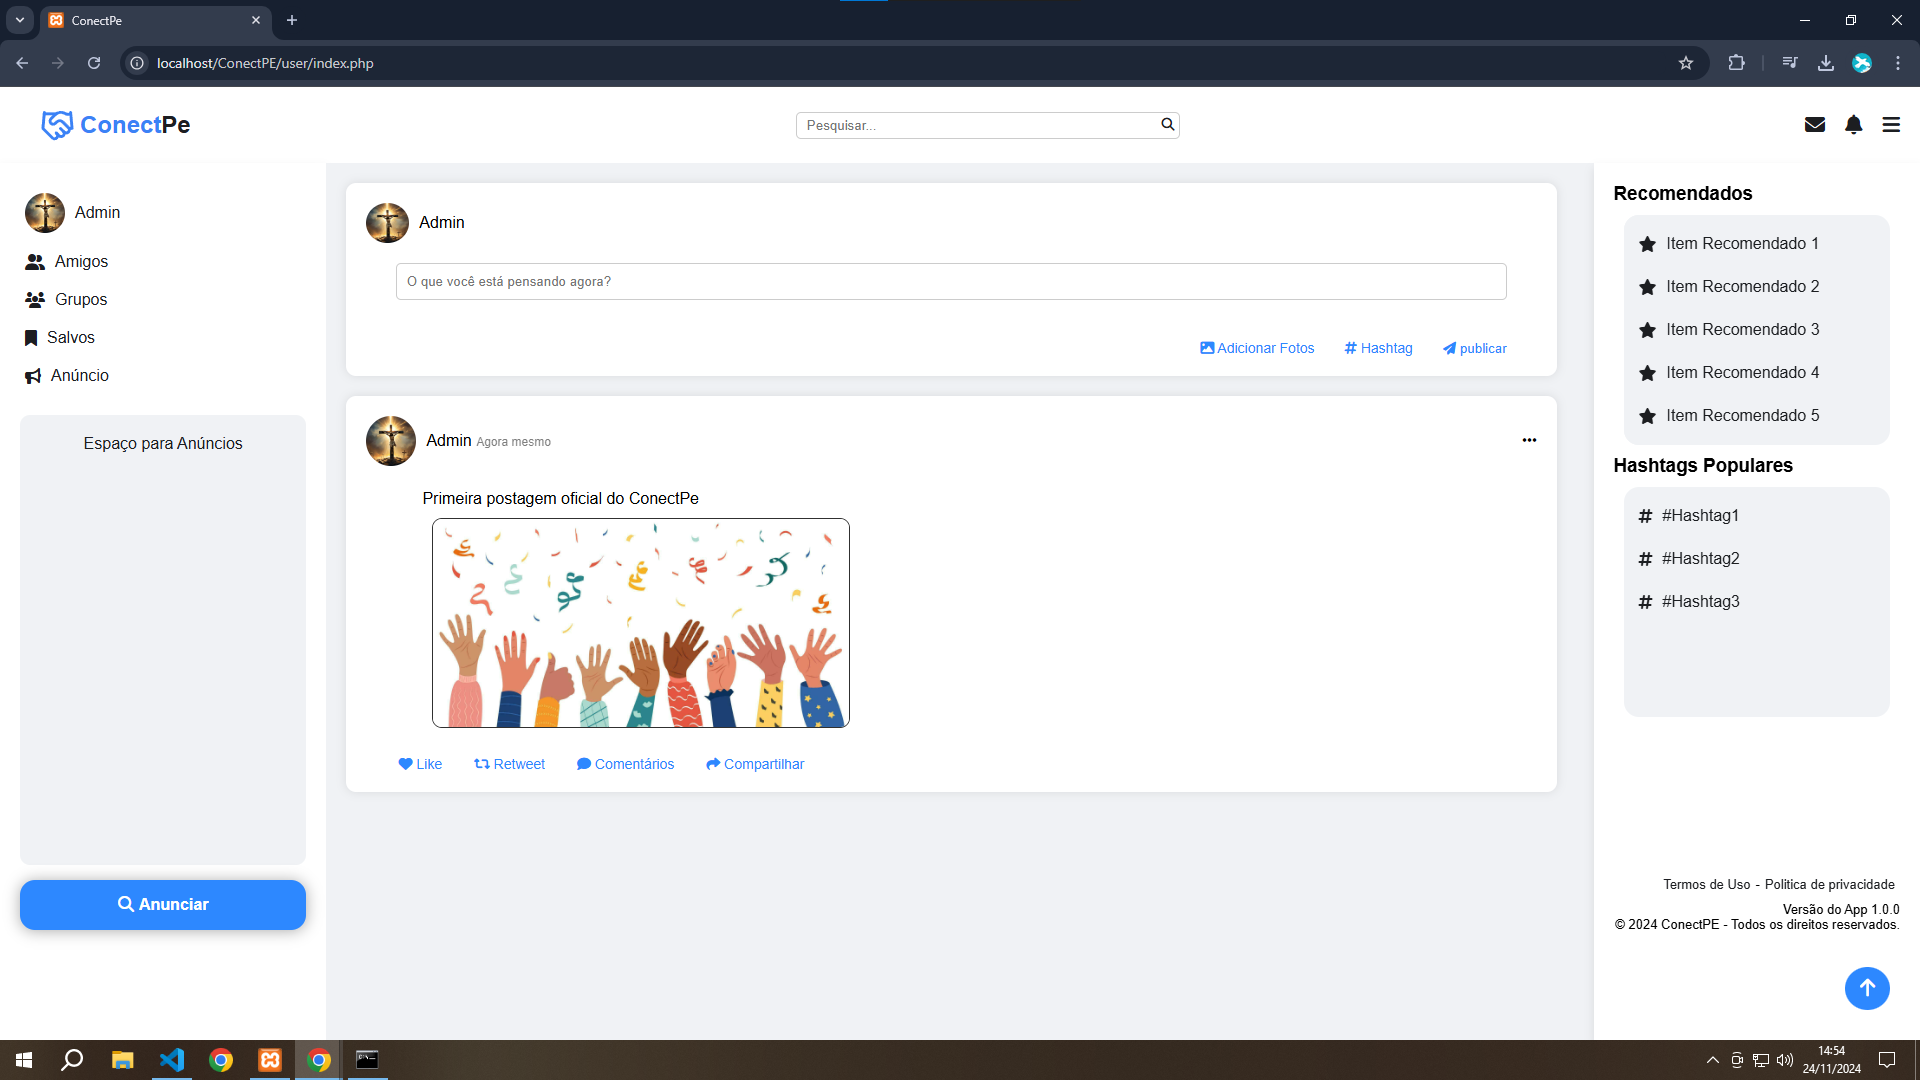 ConectPe
localhost/ConectPE/user/index.php
ConectPe
Pesquisar...
Admin
Amigos
Grupos
Salvos
Anúncio
Espaço para Anúncios
Anunciar
Admin
O que você está pensando agora?
Adicionar Fotos
Hashtag
publicar
Admin Agora mesmo
Primeira postagem oficial do ConectPe
Like
Retweet
Comentários
Compartilhar
Recomendados
Item Recomendado 1
Item Recomendado 2
Item Recomendado 3
Item Recomendado 4
Item Recomendado 5
Hashtags Populares
# #Hashtag1
# #Hashtag2
# #Hashtag3
Termos de Uso - Politica de privacidade
Versão do App 1.0.0
© 2024 ConectPE - Todos os direitos reservados.
14:54
24/11/2024